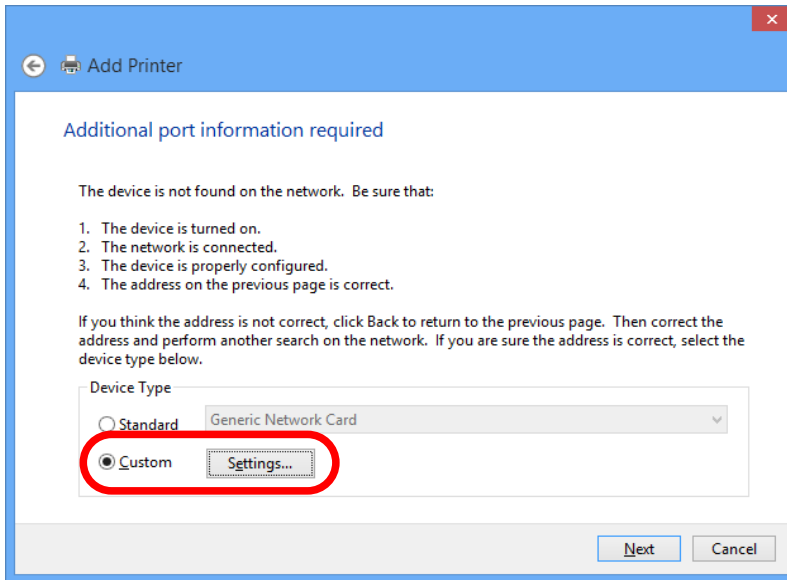 Add Printer
Additional port information required
The device is not found on the network. Be sure that:
1. The device is turned on.
2. The network is connected.
3. The device is properly configured.
4. The address on the previous page is correct.
If you think the address is not correct, click Back to return to the previous page. Then correct the
address and perform another search on the network. If you are sure the address is correct, select the
device type below.
Device Type
Standard Generic Network Card
Custom Settings...
Next Cancel